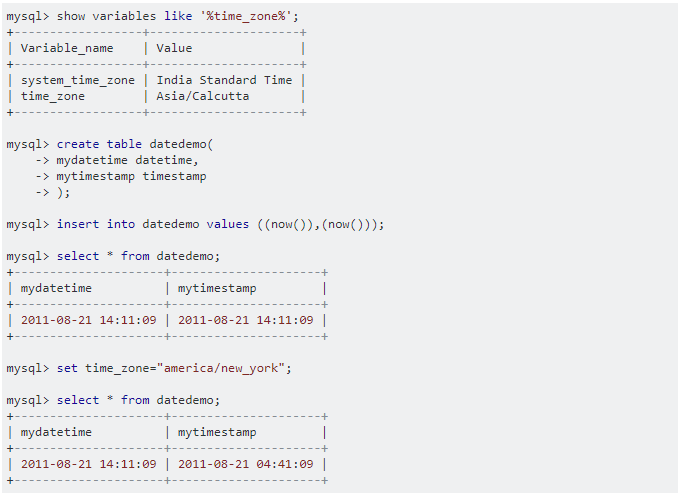 mysql> show variables like '%time_zone%';
+------------------+---------------------+
| Variable_name    | Value               |
+------------------+---------------------+
| system_time_zone | India Standard Time |
| time_zone        | Asia/Calcutta       |
+------------------+---------------------+
mysql> create table datedemo(
    -> mydatetime datetime,
    -> mytimestamp timestamp
    -> );
mysql> insert into datedemo values ((now()),(now()));
mysql> select * from datedemo;
+---------------------+---------------------+
| mydatetime          | mytimestamp         |
+---------------------+---------------------+
| 2011-08-21 14:11:09 | 2011-08-21 14:11:09 |
+---------------------+---------------------+
mysql> set time_zone="america/new_york";
mysql> select * from datedemo;
+---------------------+---------------------+
| mydatetime          | mytimestamp         |
+---------------------+---------------------+
| 2011-08-21 14:11:09 | 2011-08-21 04:41:09 |
+---------------------+---------------------+